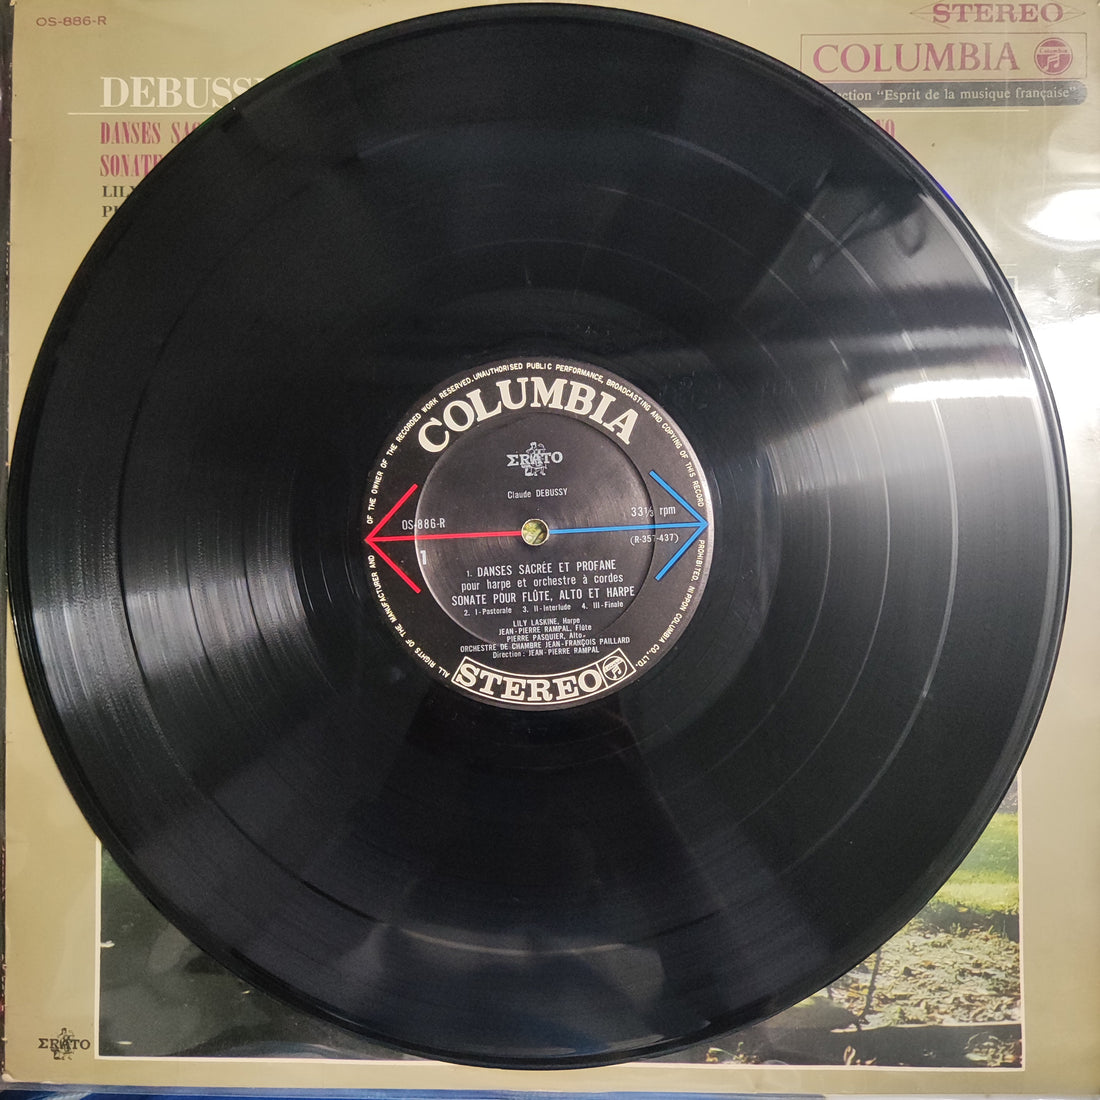 OS-886-R
STEREO
COLUMBIA
"Esprit de la musique française"
DEBUSSY
DANSES
SONATE
ERATO
ALL RIGHTS OF THE MANUFACTURER AND OF THE OWNER OF THE RECORDED WORK RESERVED. UNAUTHORISED PUBLIC PERFORMANCE, BROADCASTING AND COPYING OF THIS RECORD PROHIBITED. NIPPON COLUMBIA CO., LTD.
COLUMBIA
ERATO
Claude DEBUSSY
OS-886-R
33⅓ rpm
1
(R-357-437)
1. DANSES SACRÉE ET PROFANE
pour harpe et orchestre à cordes
SONATE POUR FLÛTE, ALTO ET HARPE
2. I-Pastorale 3. II-Interlude 4. III-Finale
LILY LASKINE, Harpe
JEAN-PIERRE RAMPAL, Flûte
PIERRE PASQUIER, Alto
ORCHESTRE DE CHAMBRE JEAN-FRANÇOIS PAILLARD
Direction : JEAN-PIERRE RAMPAL
STEREO